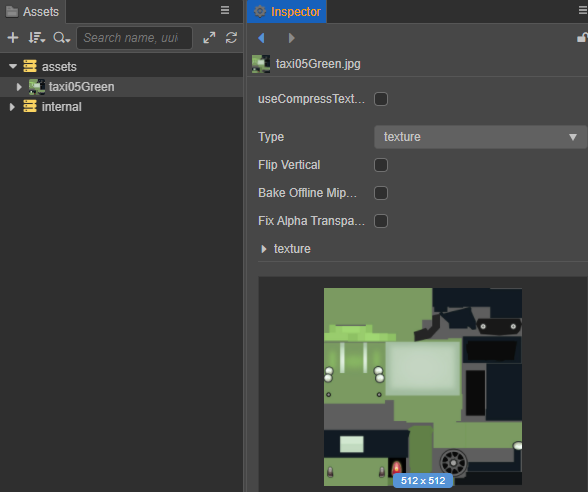 Assets
Inspector
Search name, uui
assets
taxi05Green
internal
taxi05Green.jpg
useCompressText...
Type
texture
Flip Vertical
Bake Offline Mip...
Fix Alpha Transpa...
texture
512 x 512